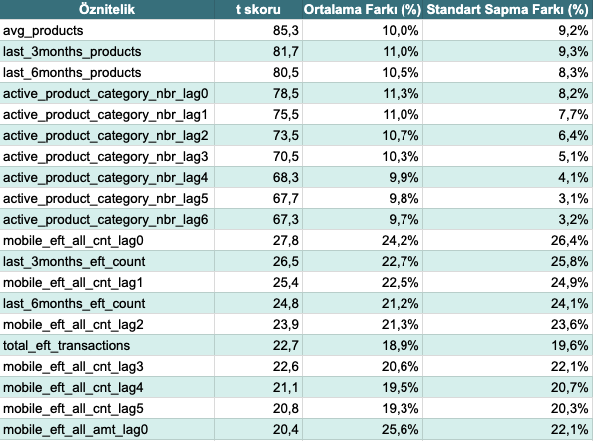 Öznitelik t skoru Ortalama Farkı (%) Standart Sapma Farkı (%)
avg_products 85,3 10,0% 9,2%
last_3months_products 81,7 11,0% 9,3%
last_6months_products 80,5 10,5% 8,3%
active_product_category_nbr_lag0 78,5 11,3% 8,2%
active_product_category_nbr_lag1 75,5 11,0% 7,7%
active_product_category_nbr_lag2 73,5 10,7% 6,4%
active_product_category_nbr_lag3 70,5 10,3% 5,1%
active_product_category_nbr_lag4 68,3 9,9% 4,1%
active_product_category_nbr_lag5 67,7 9,8% 3,1%
active_product_category_nbr_lag6 67,3 9,7% 3,2%
mobile_eft_all_cnt_lag0 27,8 24,2% 26,4%
last_3months_eft_count 26,5 22,7% 25,8%
mobile_eft_all_cnt_lag1 25,4 22,5% 24,9%
last_6months_eft_count 24,8 21,2% 24,1%
mobile_eft_all_cnt_lag2 23,9 21,3% 23,6%
total_eft_transactions 22,7 18,9% 19,6%
mobile_eft_all_cnt_lag3 22,6 20,6% 22,1%
mobile_eft_all_cnt_lag4 21,1 19,5% 20,7%
mobile_eft_all_cnt_lag5 20,8 19,3% 20,3%
mobile_eft_all_amt_lag0 20,4 25,6% 22,1%